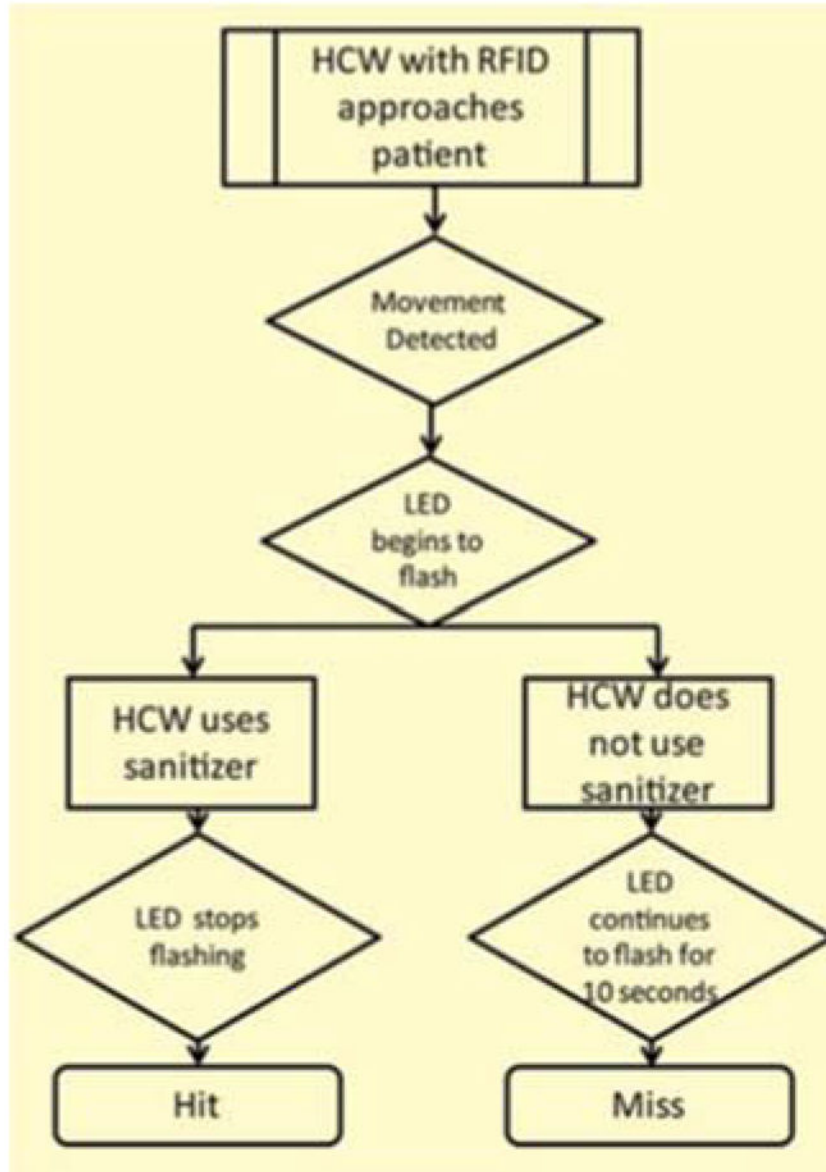 HCW with RFID
approaches
patient
Movement
Detected
LED
begins to
flash
HCW uses
sanitizer
HCW does
not use
sanitizer
LED stops
flashing
LED
continues
to flash for
10 seconds
Hit
Miss